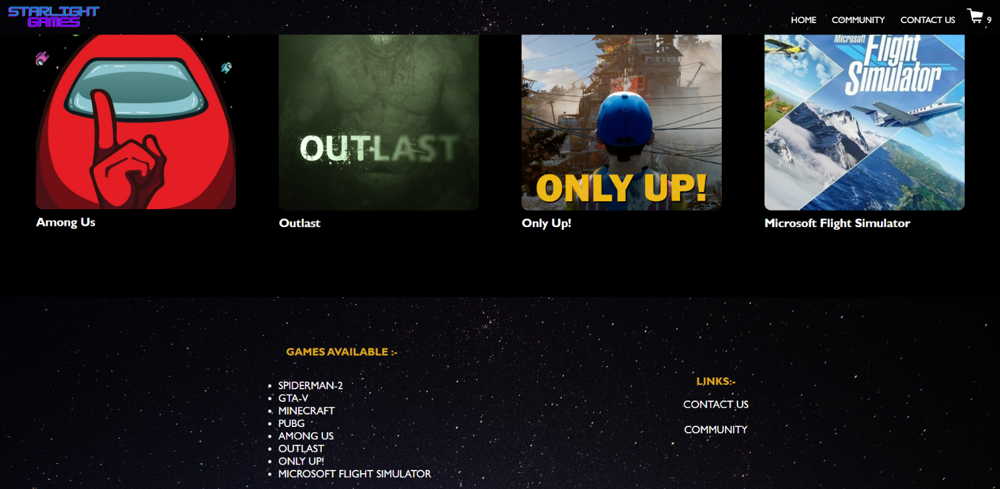 STARLIGHT
GAMES
HOME COMMUNITY CONTACT US 9
OUTLAST
ONLY UP!
Microsoft
Flight
Simulator
Among Us
Outlast
Only Up!
Microsoft Flight Simulator
GAMES AVAILABLE :-
SPIDERMAN-2
GTA-V
MINECRAFT
PUBG
AMONG US
OUTLAST
ONLY UP!
MICROSOFT FLIGHT SIMULATOR
LINKS:-
CONTACT US
COMMUNITY